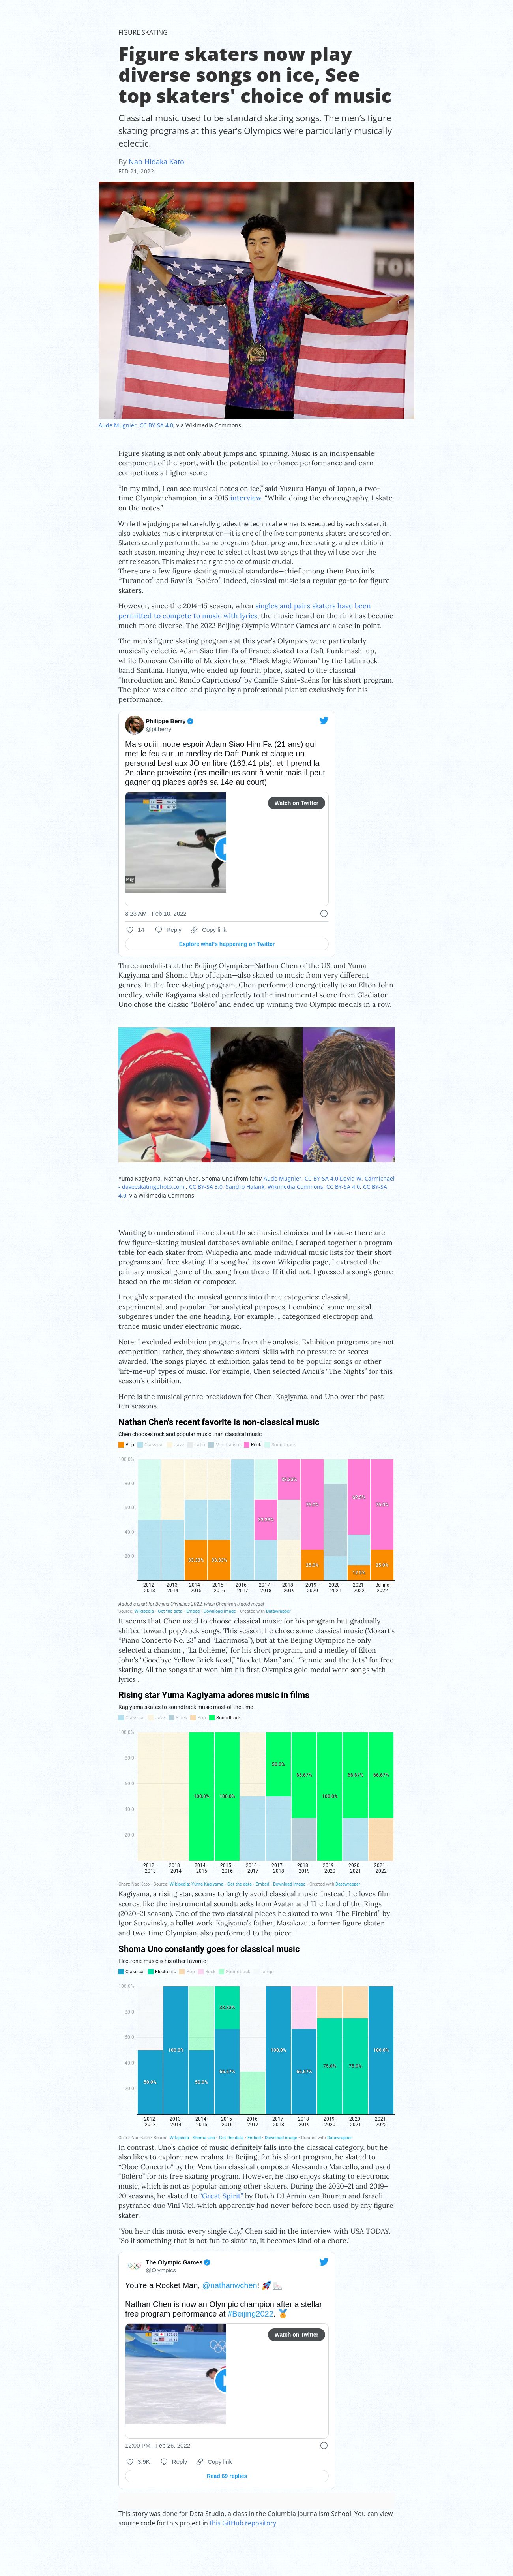 FIGURE SKATING
Figure skaters now play
diverse songs on ice, See
top skaters' choice of music
Classical music used to be standard skating songs. The men's figure
skating programs at this year's Olympics were particularly musically
eclectic.
By Nao Hidaka Kato
FEB 21, 2022
Aude Mugnier, CC BY-SA 4.0, via Wikimedia Commons
Figure skating is not only about jumps and spinning. Music is an indispensable
component of the sport, with the potential to enhance performance and earn
competitors a higher score.
"In my mind, I can see musical notes on ice," said Yuzuru Hanyu of Japan, a two-
time Olympic champion, in a 2015 interview. "While doing the choreography, I skate
on the notes."
While the judging panel carefully grades the technical elements executed by each skater, it
also evaluates music interpretation—it is one of the five components skaters are scored on.
Skaters usually perform the same programs (short program, free skating, and exhibition)
each season, meaning they need to select at least two songs that they will use over the
entire season. This makes the right choice of music crucial.
There are a few figure skating musical standards—chief among them Puccini's
"Turandot" and Ravel's "Boléro." Indeed, classical music is a regular go-to for figure
skaters.
However, since the 2014–15 season, when singles and pairs skaters have been
permitted to compete to music with lyrics, the music heard on the rink has become
much more diverse. The 2022 Beijing Olympic Winter Games are a case in point.
The men's figure skating programs at this year's Olympics were particularly
musically eclectic. Adam Siao Him Fa of France skated to a Daft Punk mash-up,
while Donovan Carrillo of Mexico chose "Black Magic Woman" by the Latin rock
band Santana. Hanyu, who ended up fourth place, skated to the classical
"Introduction and Rondo Capriccioso" by Camille Saint-Saëns for his short program.
The piece was edited and played by a professional pianist exclusively for his
performance.
Philippe Berry
@ptiberry
Mais ouiii, notre espoir Adam Siao Him Fa (21 ans) qui
met le feu sur un medley de Daft Punk et claque un
personal best aux JO en libre (163.41 pts), et il prend la
2e place provisoire (les meilleurs sont à venir mais il peut
gagner qq places après sa 14e au court)
Watch on Twitter
3:23 AM · Feb 10, 2022
14 Reply Copy link
Explore what's happening on Twitter
Three medalists at the Beijing Olympics—Nathan Chen of the US, and Yuma
Kagiyama and Shoma Uno of Japan—also skated to music from very different
genres. In the free skating program, Chen performed energetically to an Elton John
medley, while Kagiyama skated perfectly to the instrumental score from Gladiator.
Uno chose the classic "Boléro" and ended up winning two Olympic medals in a row.
Yuma Kagiyama, Nathan Chen, Shoma Uno (from left)/ Aude Mugnier, CC BY-SA 4.0,David W. Carmichael
- davecskatingphoto.com., CC BY-SA 3.0, Sandro Halank, Wikimedia Commons, CC BY-SA 4.0, CC BY-SA
4.0, via Wikimedia Commons
Wanting to understand more about these musical choices, and because there are
few figure-skating musical databases available online, I scraped together a program
table for each skater from Wikipedia and made individual music lists for their short
programs and free skating. If a song had its own Wikipedia page, I extracted the
primary musical genre of the song from there. If it did not, I guessed a song's genre
based on the musician or composer.
I roughly separated the musical genres into three categories: classical,
experimental, and popular. For analytical purposes, I combined some musical
subgenres under the one heading. For example, I categorized electropop and
trance music under electronic music.
Note: I excluded exhibition programs from the analysis. Exhibition programs are not
competition; rather, they showcase skaters' skills with no pressure or scores
awarded. The songs played at exhibition galas tend to be popular songs or other
'lift-me-up' types of music. For example, Chen selected Avicii's "The Nights" for this
season's exhibition.
Here is the musical genre breakdown for Chen, Kagiyama, and Uno over the past
ten seasons.
Nathan Chen's recent favorite is non-classical music
Chen chooses rock and popular music than classical music
Pop Classical Jazz Latin Minimalism Rock Soundtrack
100.0%
80.0
60.0
40.0
20.0
33.33% 33.33% 33.33% 33.33% 75.0% 25.0% 62.5% 12.5% 75.0% 25.0%
2012-2013 2013-2014 2014–2015 2015–2016 2016–2017 2017–2018 2018–2019 2019–2020 2020–2021 2021-2022 Beijing 2022
Added a chart for Beijing Olympics 2022, when Chen won a gold medal
Source: Wikipedia · Get the data · Embed · Download image · Created with Datawrapper
It seems that Chen used to choose classical music for his program but gradually
shifted toward pop/rock songs. This season, he chose some classical music (Mozart's
"Piano Concerto No. 23" and "Lacrimosa"), but at the Beijing Olympics he only
selected a chanson , "La Bohème," for his short program, and a medley of Elton
John's "Goodbye Yellow Brick Road," "Rocket Man," and "Bennie and the Jets" for free
skating. All the songs that won him his first Olympics gold medal were songs with
lyrics .
Rising star Yuma Kagiyama adores music in films
Kagiyama skates to soundtrack music most of the time
Classical Jazz Blues Pop Soundtrack
100.0%
80.0
60.0
40.0
20.0
100.0% 100.0% 50.0% 66.67% 100.0% 66.67% 66.67%
2012–2013 2013–2014 2014–2015 2015–2016 2016–2017 2017–2018 2018–2019 2019–2020 2020–2021 2021–2022
Chart: Nao Kato · Source: Wikipedia: Yuma Kagiyama · Get the data · Embed · Download image · Created with Datawrapper
Kagiyama, a rising star, seems to largely avoid classical music. Instead, he loves film
scores, like the instrumental soundtracks from Avatar and The Lord of the Rings
(2020–21 season). One of the two classical pieces he skated to was "The Firebird" by
Igor Stravinsky, a ballet work. Kagiyama's father, Masakazu, a former figure skater
and two-time Olympian, also performed to the piece.
Shoma Uno constantly goes for classical music
Electronic music is his other favorite
Classical Electronic Pop Rock Soundtrack Tango
100.0%
80.0
60.0
40.0
20.0
50.0% 100.0% 50.0% 33.33% 66.67% 100.0% 66.67% 75.0% 75.0% 100.0%
2012-2013 2013-2014 2014-2015 2015-2016 2016-2017 2017-2018 2018-2019 2019-2020 2020-2021 2021-2022
Chart: Nao Kato · Source: Wikipedia : Shoma Uno · Get the data · Embed · Download image · Created with Datawrapper
In contrast, Uno's choice of music definitely falls into the classical category, but he
also likes to explore new realms. In Beijing, for his short program, he skated to
"Oboe Concerto" by the Venetian classical composer Alessandro Marcello, and used
"Boléro" for his free skating program. However, he also enjoys skating to electronic
music, which is not as popular among other skaters. During the 2020–21 and 2019–
20 seasons, he skated to "Great Spirit" by Dutch DJ Armin van Buuren and Israeli
psytrance duo Vini Vici, which apparently had never before been used by any figure
skater.
"You hear this music every single day," Chen said in the interview with USA TODAY.
"So if something that is not fun to skate to, it becomes kind of a chore."
The Olympic Games
@Olympics
You're a Rocket Man, @nathanwchen!
Nathan Chen is now an Olympic champion after a stellar
free program performance at #Beijing2022.
Watch on Twitter
12:00 PM · Feb 26, 2022
3.9K Reply Copy link
Read 69 replies
This story was done for Data Studio, a class in the Columbia Journalism School. You can view
source code for this project in this GitHub repository.